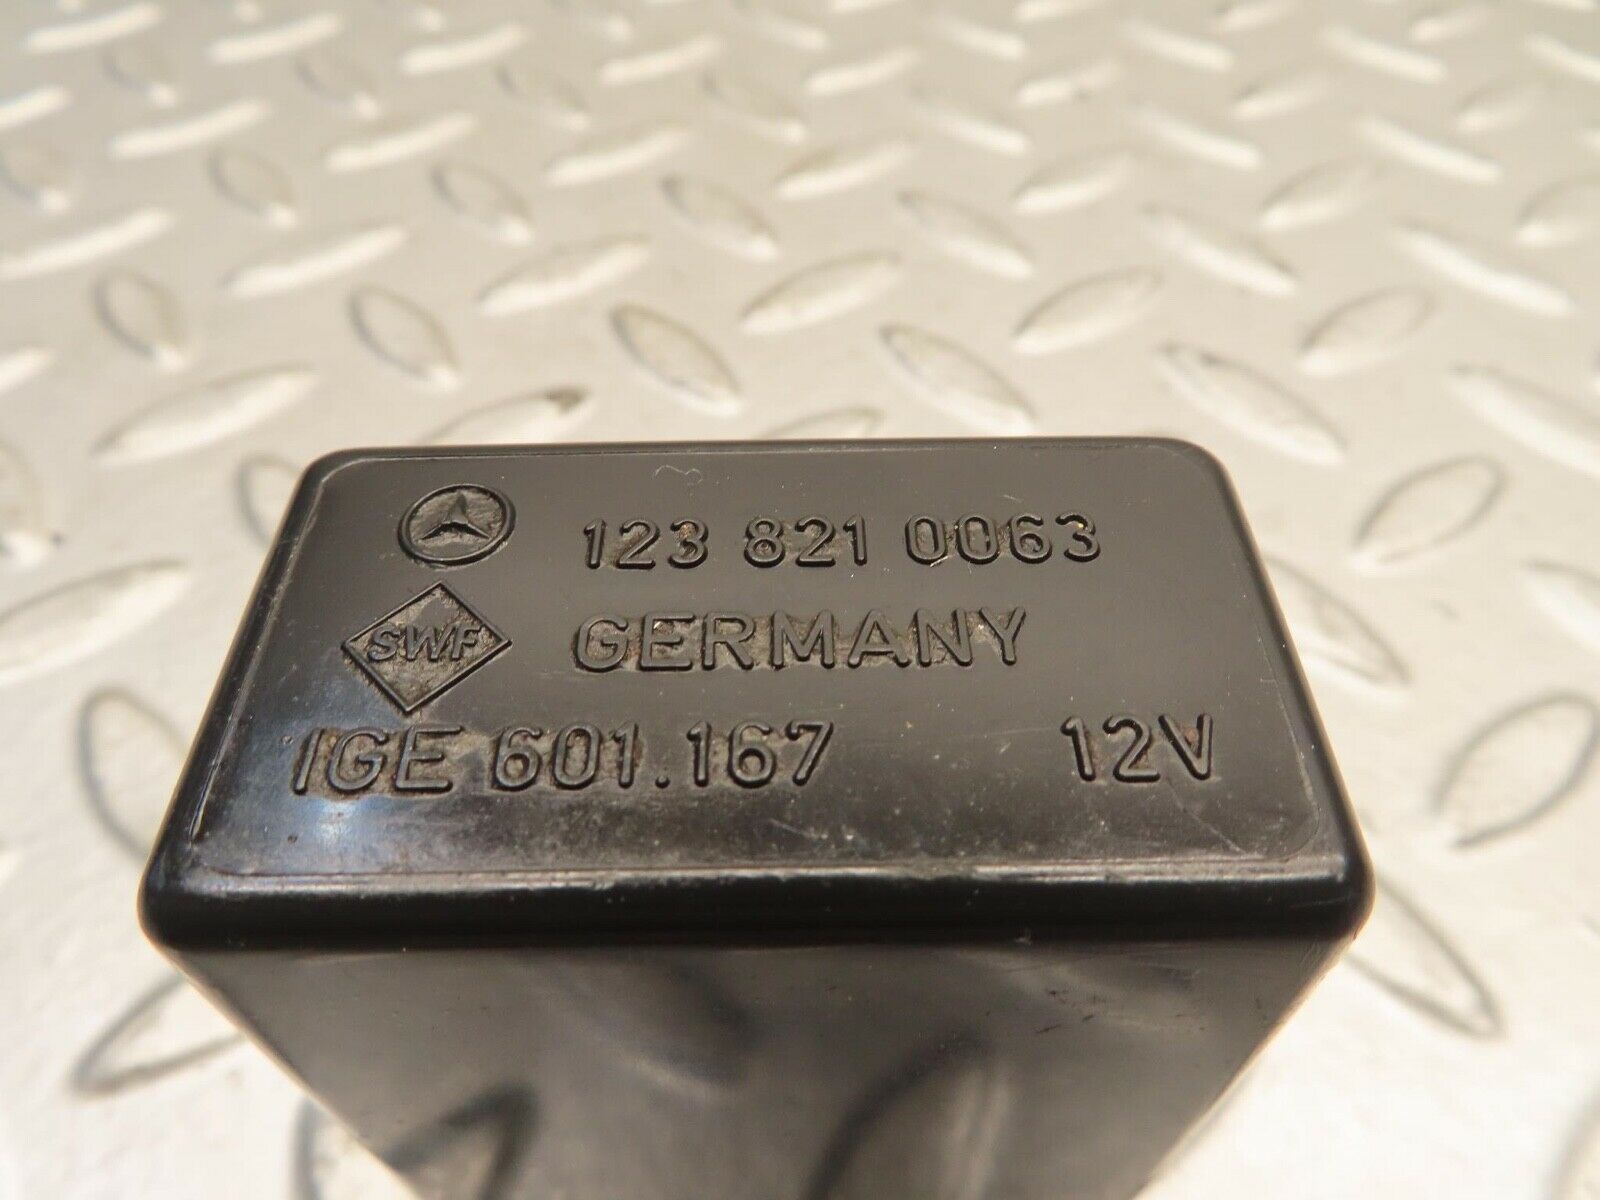 123 821 0063
SWF GERMANY
IGE 601.167 12V